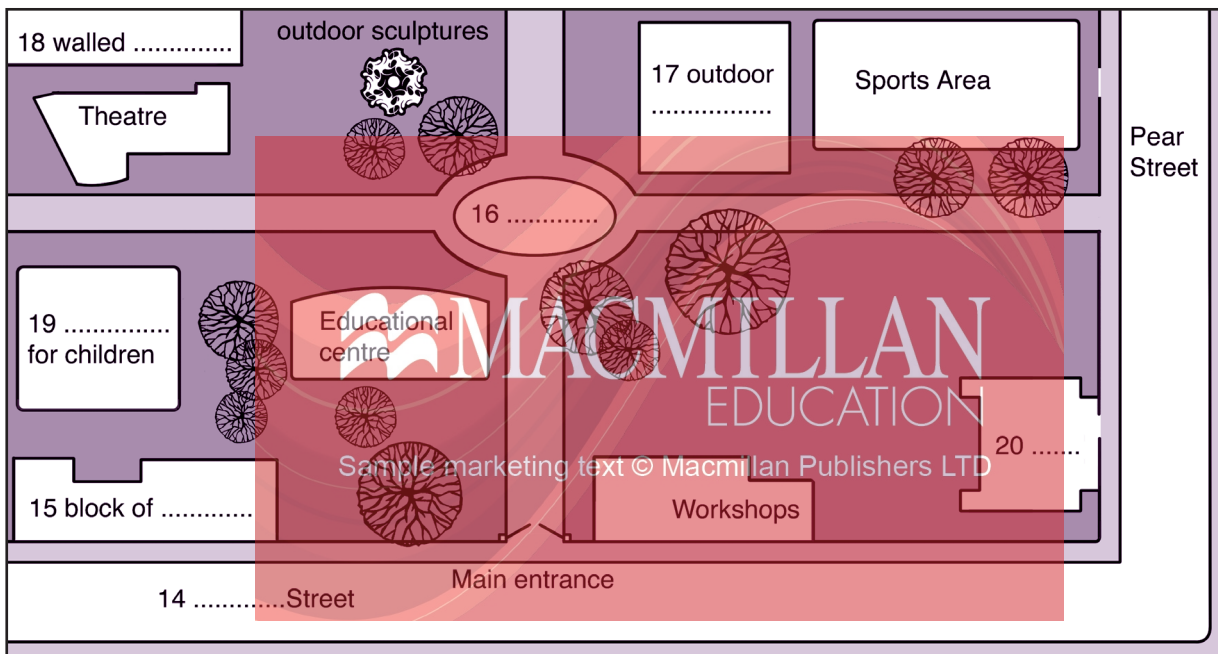 18 walled ..............
outdoor sculptures
17 outdoor
.................
Sports Area
Theatre
Pear
Street
16 .............
19 ...............
for children
Educational
centre
MACMILLAN
EDUCATION
20 .......
Sample marketing text © Macmillan Publishers LTD
15 block of .............
Workshops
Main entrance
14 .............Street